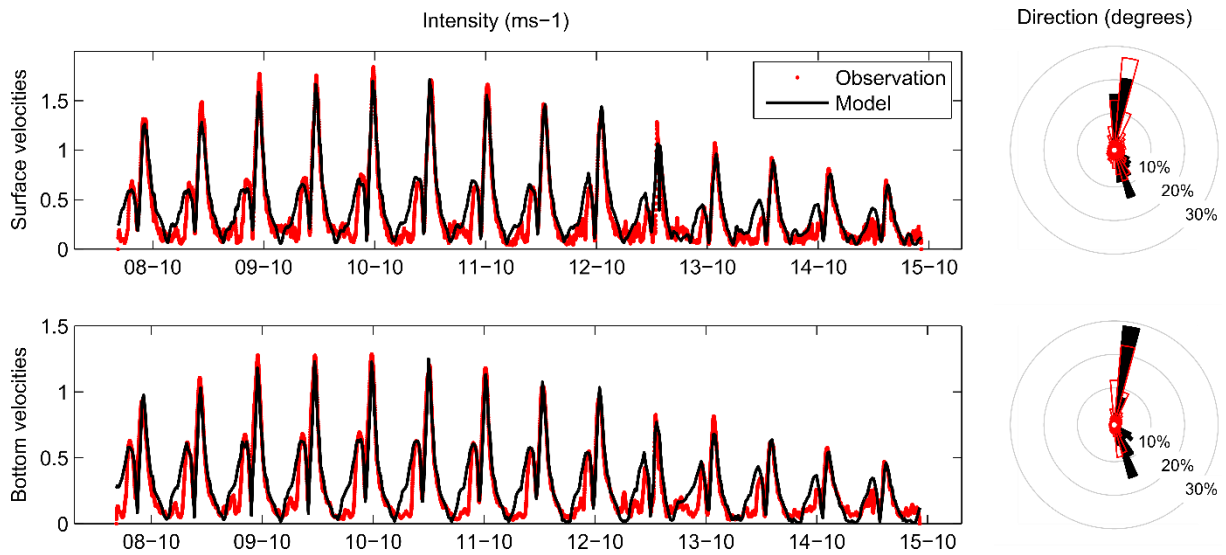 Intensity (ms−1)
Direction (degrees)
Surface velocities
1.5
1
0.5
0
Observation
Model
08−10 09−10 10−10 11−10 12−10 13−10 14−10 15−10
10%
20%
30%
Bottom velocities
1.5
1
0.5
0
08−10 09−10 10−10 11−10 12−10 13−10 14−10 15−10
10%
20%
30%